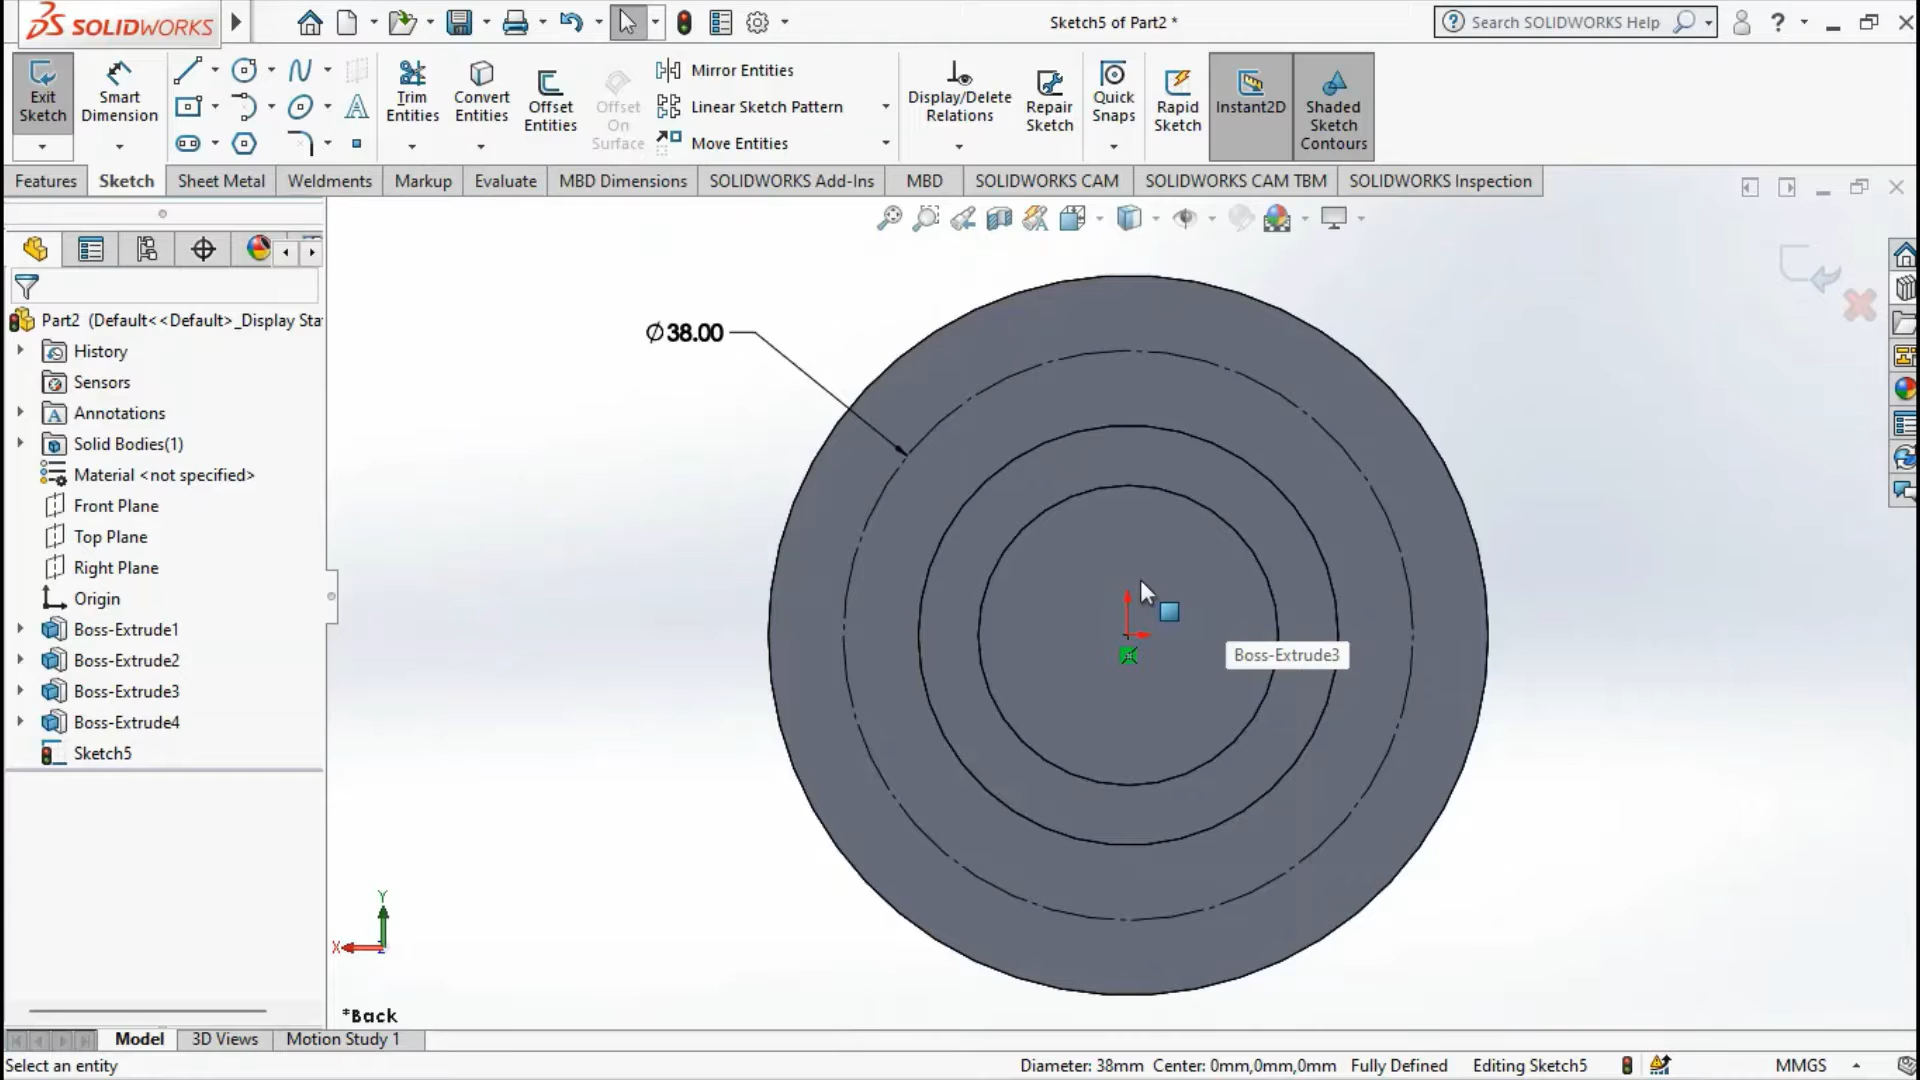 SOLIDWORKS
Sketch5 of Part2 *
Search SOLIDWORKS Help
Exit Sketch
Smart Dimension
Trim Entities
Convert Entities
Offset Entities
Offset On Surface
Mirror Entities
Linear Sketch Pattern
Move Entities
Display/Delete Relations
Repair Sketch
Quick Snaps
Rapid Sketch
Instant2D
Shaded Sketch Contours
Features
Sketch
Sheet Metal
Weldments
Markup
Evaluate
MBD Dimensions
SOLIDWORKS Add-Ins
MBD
SOLIDWORKS CAM
SOLIDWORKS CAM TBM
SOLIDWORKS Inspection
Part2 (Default<<Default>_Display Sta
History
Sensors
Annotations
Solid Bodies(1)
Material <not specified>
Front Plane
Top Plane
Right Plane
Origin
Boss-Extrude1
Boss-Extrude2
Boss-Extrude3
Boss-Extrude4
Sketch5
∅38.00
Boss-Extrude3
Y
X
Z
*Back
Model
3D Views
Motion Study 1
Select an entity
Diameter: 38mm Center: 0mm,0mm,0mm
Fully Defined
Editing Sketch5
MMGS